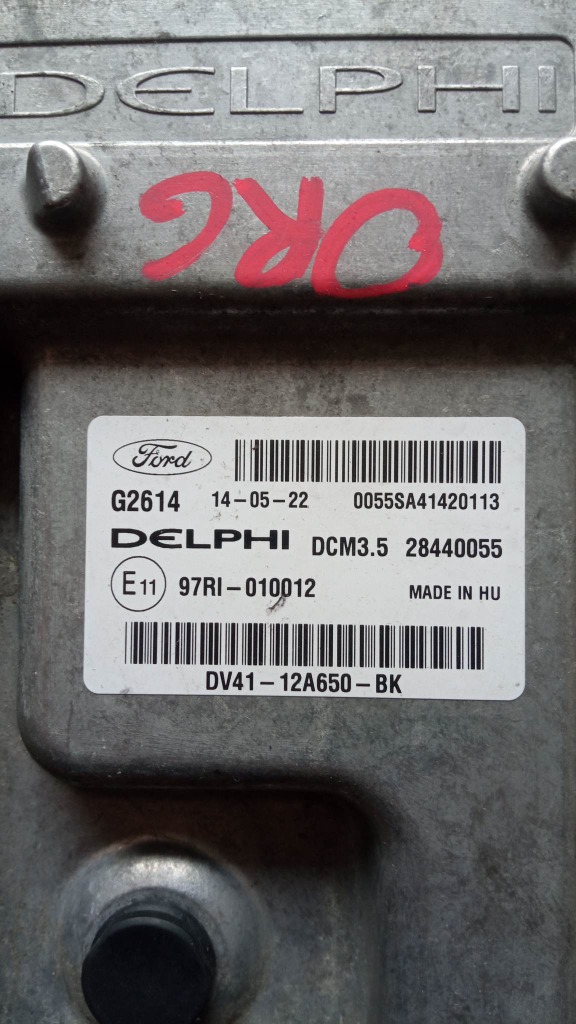 DELPHI
ORG
Ford
G2614 14-05-22 0055SA41420113
DELPHI DCM3.5 28440055
E11 97RI-010012 MADE IN HU
DV41-12A650-BK